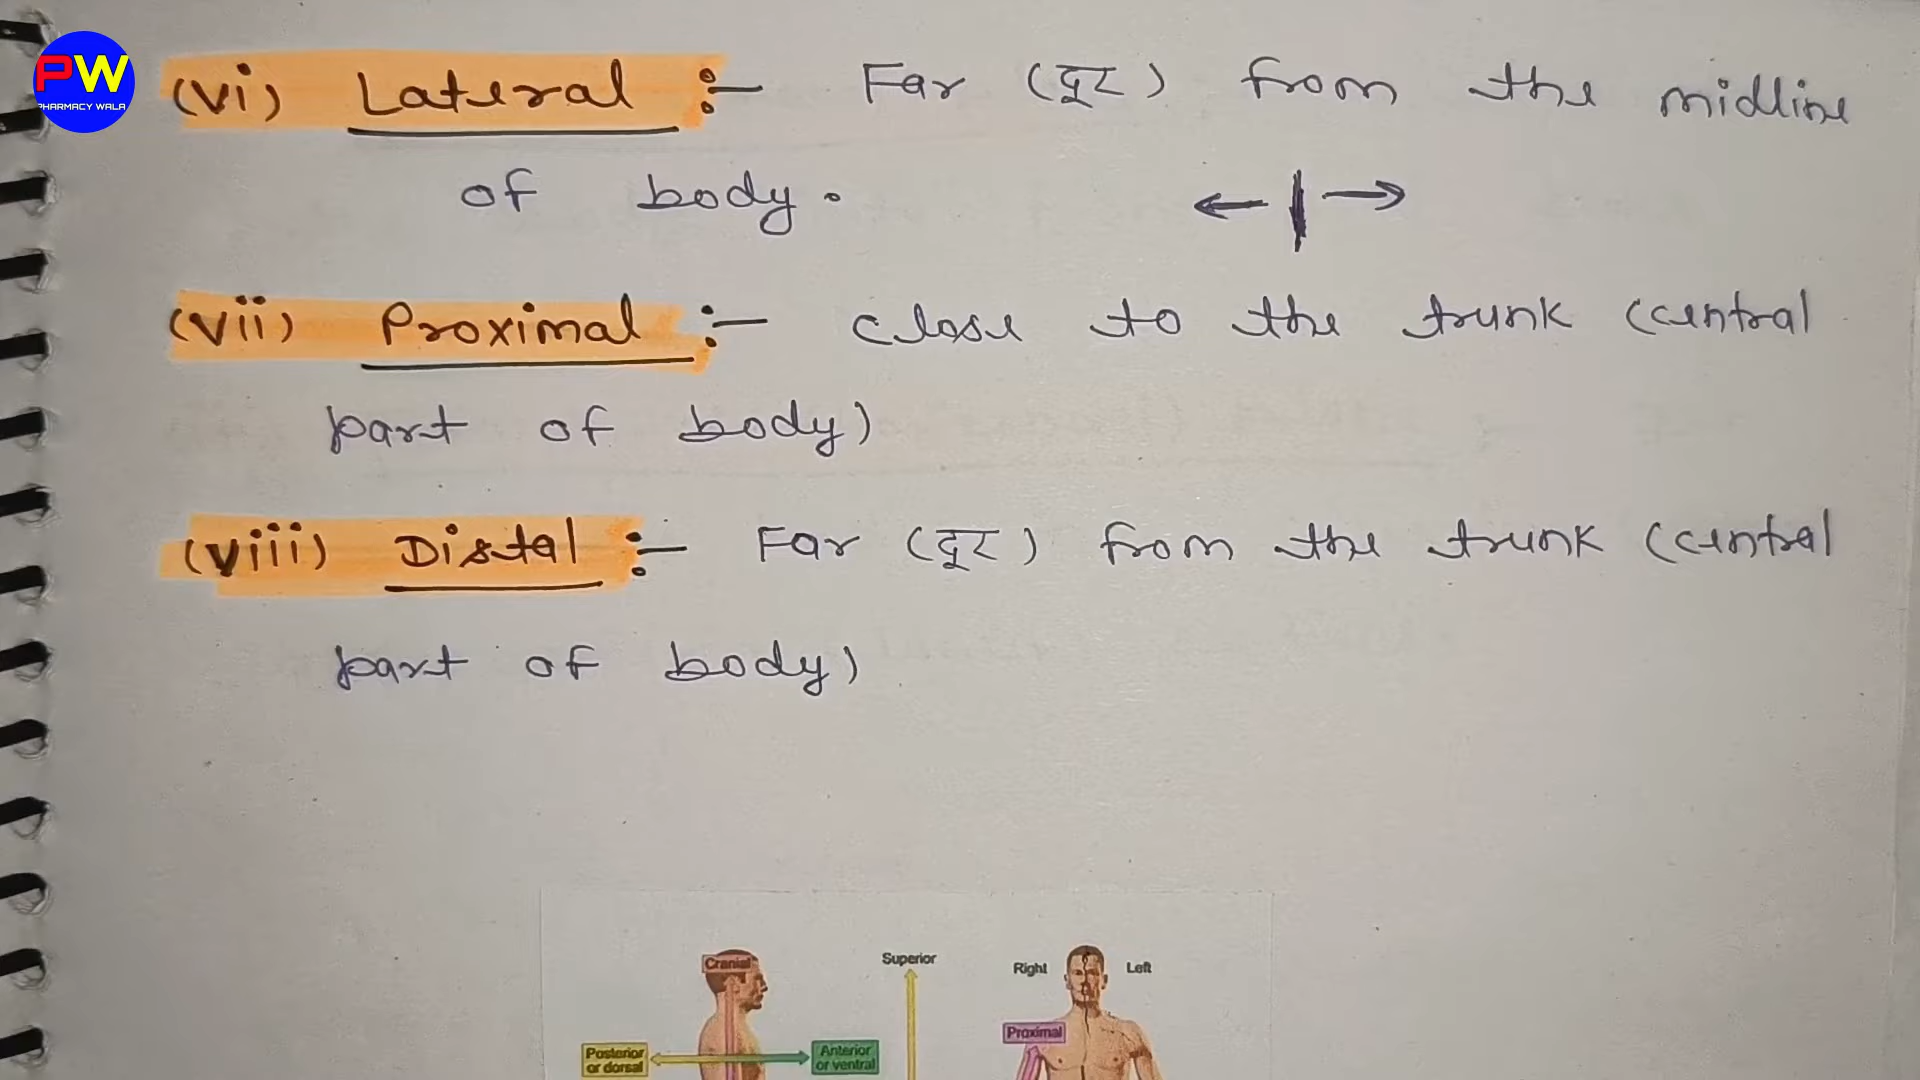 PW
PHARMACY WALA
(vi) Lateral :- Far (दूर) from the midline
of body.
(vii) Proximal :- close to the trunk (central
part of body)
(viii) Distal :- Far (दूर) from the trunk (central
part of body)
Cranial
Superior
Right
Left
Proximal
Posterior
or dorsal
Anterior
or ventral